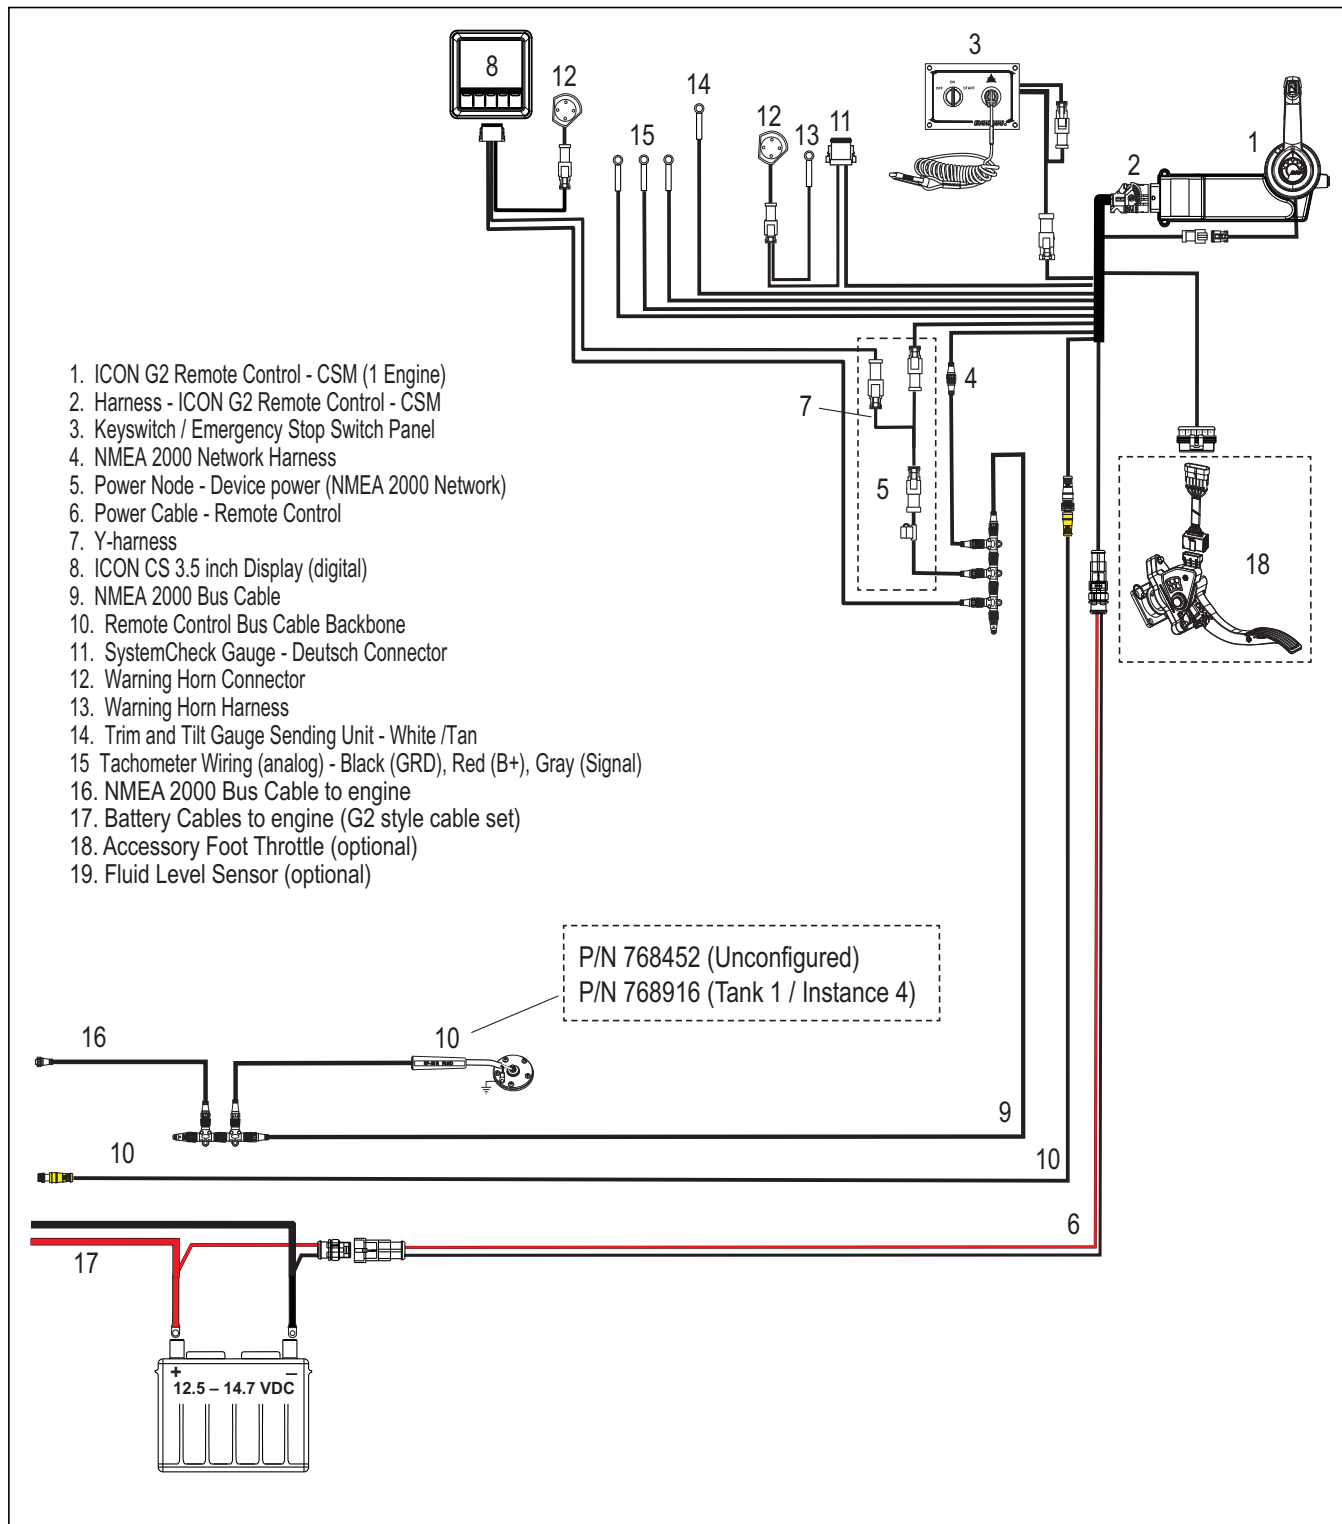 8
12
14
15
12
13
11
3
ON
OFF
START
1
2
1. ICON G2 Remote Control - CSM (1 Engine)
2. Harness - ICON G2 Remote Control - CSM
3. Keyswitch / Emergency Stop Switch Panel
4. NMEA 2000 Network Harness
5. Power Node - Device power (NMEA 2000 Network)
6. Power Cable - Remote Control
7. Y-harness
8. ICON CS 3.5 inch Display (digital)
9. NMEA 2000 Bus Cable
10. Remote Control Bus Cable Backbone
11. SystemCheck Gauge - Deutsch Connector
12. Warning Horn Connector
13. Warning Horn Harness
14. Trim and Tilt Gauge Sending Unit - White /Tan
15 Tachometer Wiring (analog) - Black (GRD), Red (B+), Gray (Signal)
16. NMEA 2000 Bus Cable to engine
17. Battery Cables to engine (G2 style cable set)
18. Accessory Foot Throttle (optional)
19. Fluid Level Sensor (optional)
4
7
5
18
P/N 768452 (Unconfigured)
P/N 768916 (Tank 1 / Instance 4)
16
10
9
10
10
6
17
+ –
12.5 – 14.7 VDC